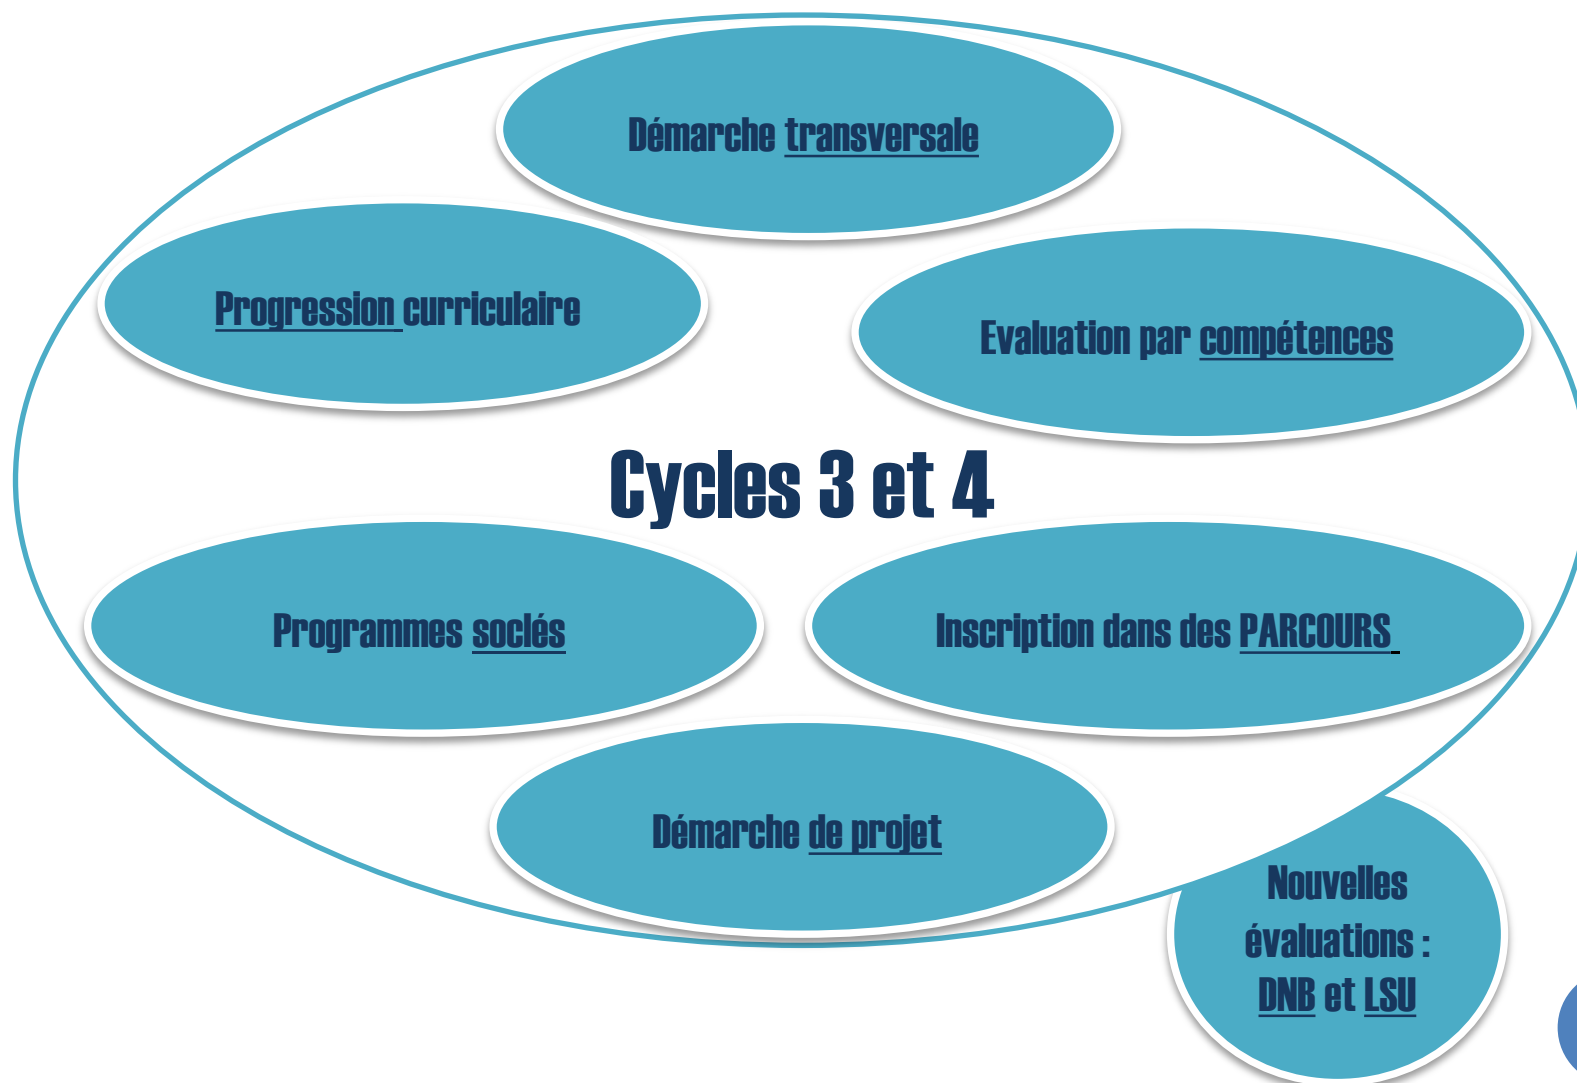 Démarche transversale
Progression curriculaire
Evaluation par compétences
Cycles 3 et 4
Programmes soclés
Inscription dans des PARCOURS
Démarche de projet
Nouvelles
évaluations :
DNB et LSU